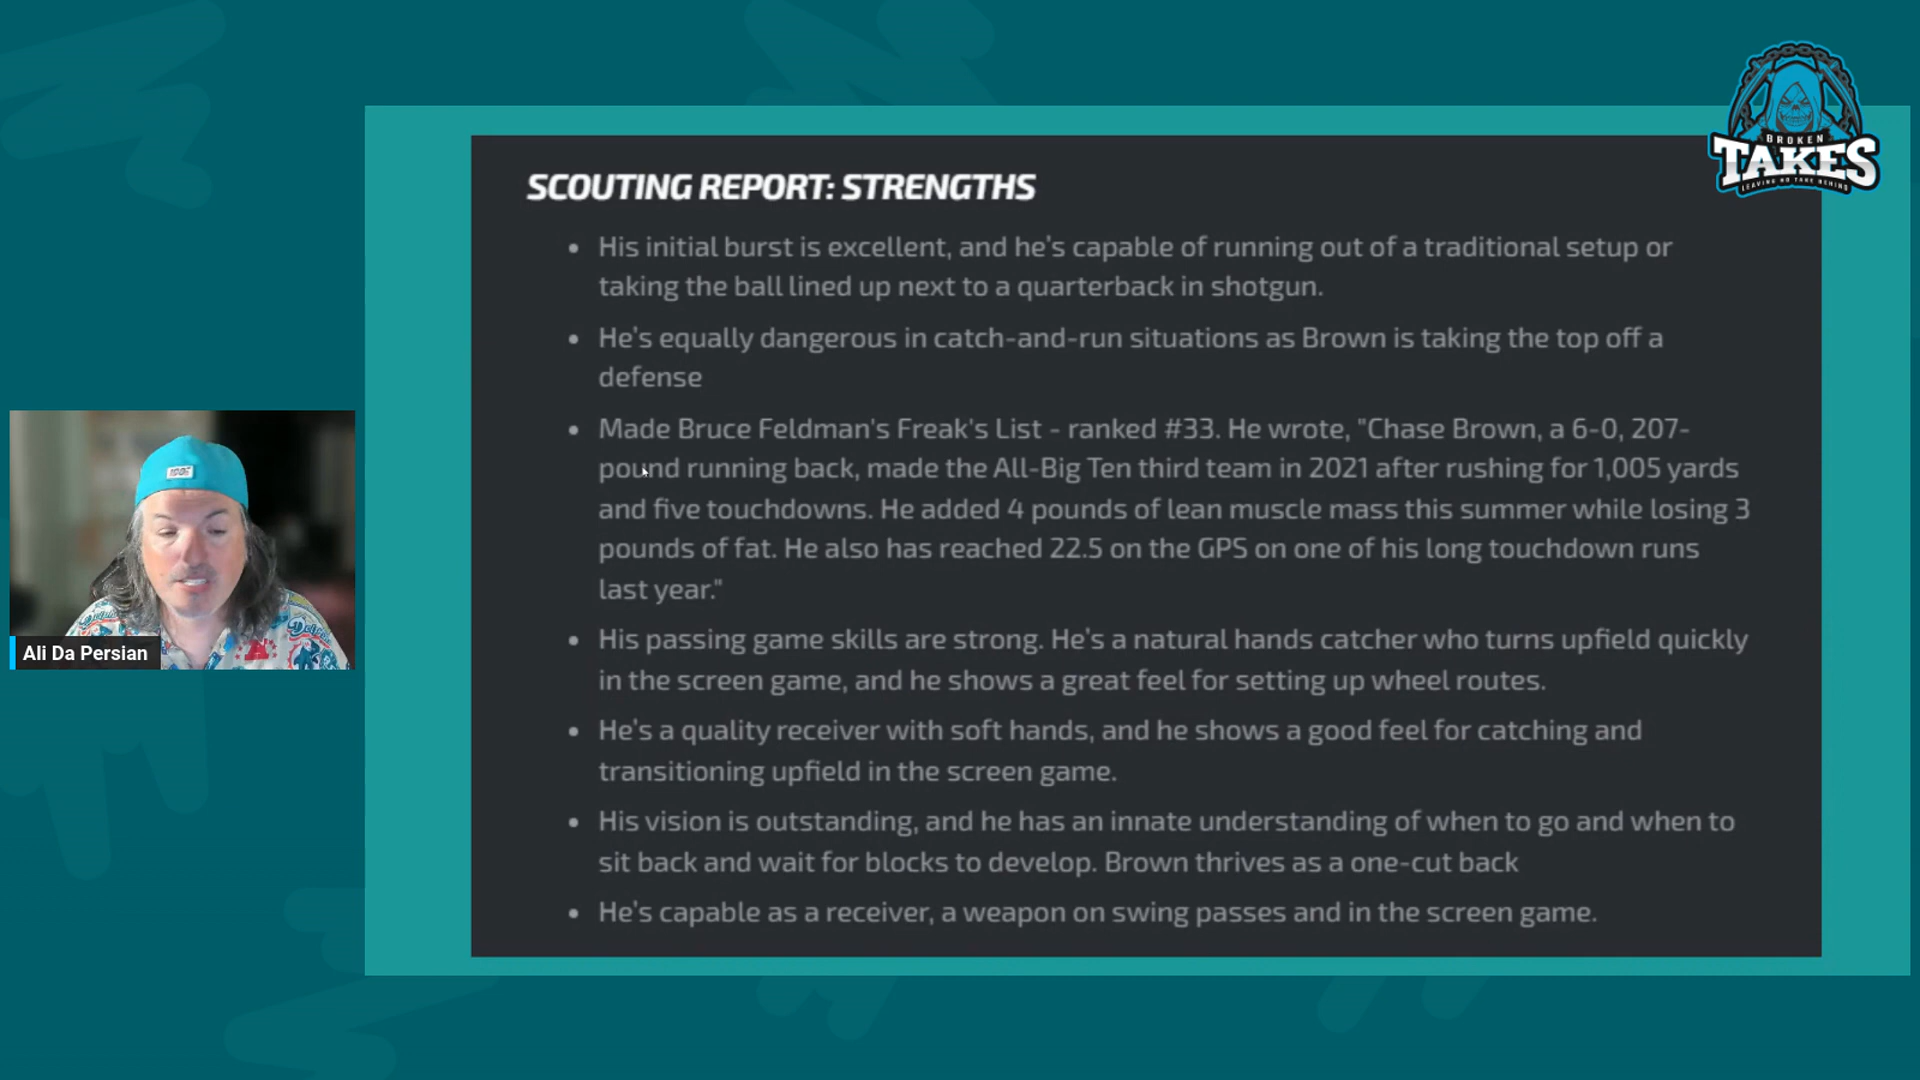 BROKEN
TAKES
LEAVING NO TAKE BEHIND
SCOUTING REPORT: STRENGTHS
• His initial burst is excellent, and he's capable of running out of a traditional setup or
taking the ball lined up next to a quarterback in shotgun.
• He's equally dangerous in catch-and-run situations as Brown is taking the top off a
defense
• Made Bruce Feldman's Freak's List - ranked #33. He wrote, "Chase Brown, a 6-0, 207-
pound running back, made the All-Big Ten third team in 2021 after rushing for 1,005 yards
and five touchdowns. He added 4 pounds of lean muscle mass this summer while losing 3
pounds of fat. He also has reached 22.5 on the GPS on one of his long touchdown runs
last year."
• His passing game skills are strong. He's a natural hands catcher who turns upfield quickly
in the screen game, and he shows a great feel for setting up wheel routes.
• He's a quality receiver with soft hands, and he shows a good feel for catching and
transitioning upfield in the screen game.
• His vision is outstanding, and he has an innate understanding of when to go and when to
sit back and wait for blocks to develop. Brown thrives as a one-cut back
• He's capable as a receiver, a weapon on swing passes and in the screen game.
Ali Da Persian